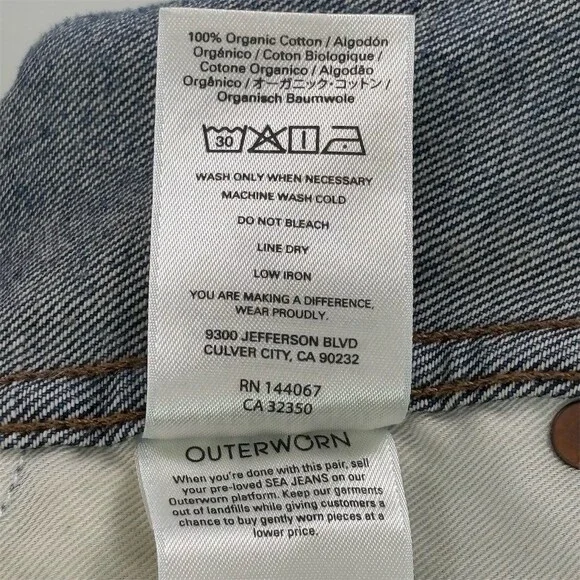 100% Organic Cotton / Algodón
Orgánico / Coton Biologique /
Cotone Organico / Algodão
Orgânico / オーガニック・コットン /
Organisch Baumwole
30
WASH ONLY WHEN NECESSARY
MACHINE WASH COLD
DO NOT BLEACH
LINE DRY
LOW IRON
YOU ARE MAKING A DIFFERENCE,
WEAR PROUDLY.
9300 JEFFERSON BLVD
CULVER CITY, CA 90232
RN 144067
CA 32350
OUTERWORN
When you're done with this pair, sell
your pre-loved SEA JEANS on our
Outerworn platform. Keep our garments
out of landfills while giving customers a
chance to buy gently worn pieces at a
lower price.